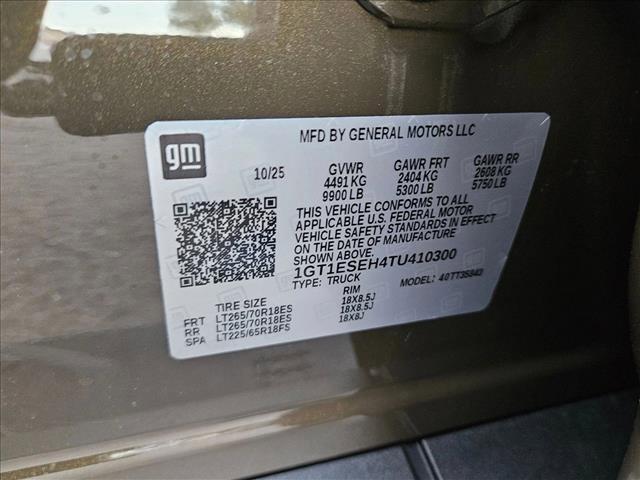 gm
MFD BY GENERAL MOTORS LLC
10/25 GVWR GAWR FRT GAWR RR
4491 KG 2404 KG 2608 KG
9900 LB 5300 LB 5750 LB
THIS VEHICLE CONFORMS TO ALL
APPLICABLE U.S. FEDERAL MOTOR
VEHICLE SAFETY STANDARDS IN EFFECT
ON THE DATE OF MANUFACTURE
SHOWN ABOVE.
1GT1ESEH4TU410300
TYPE: TRUCK MODEL:
TIRE SIZE RIM
FRT LT265/70R18ES 18X8.5J
RR LT265/70R18ES 18X8.5J
SPA LT225/65R18FS 18X8J